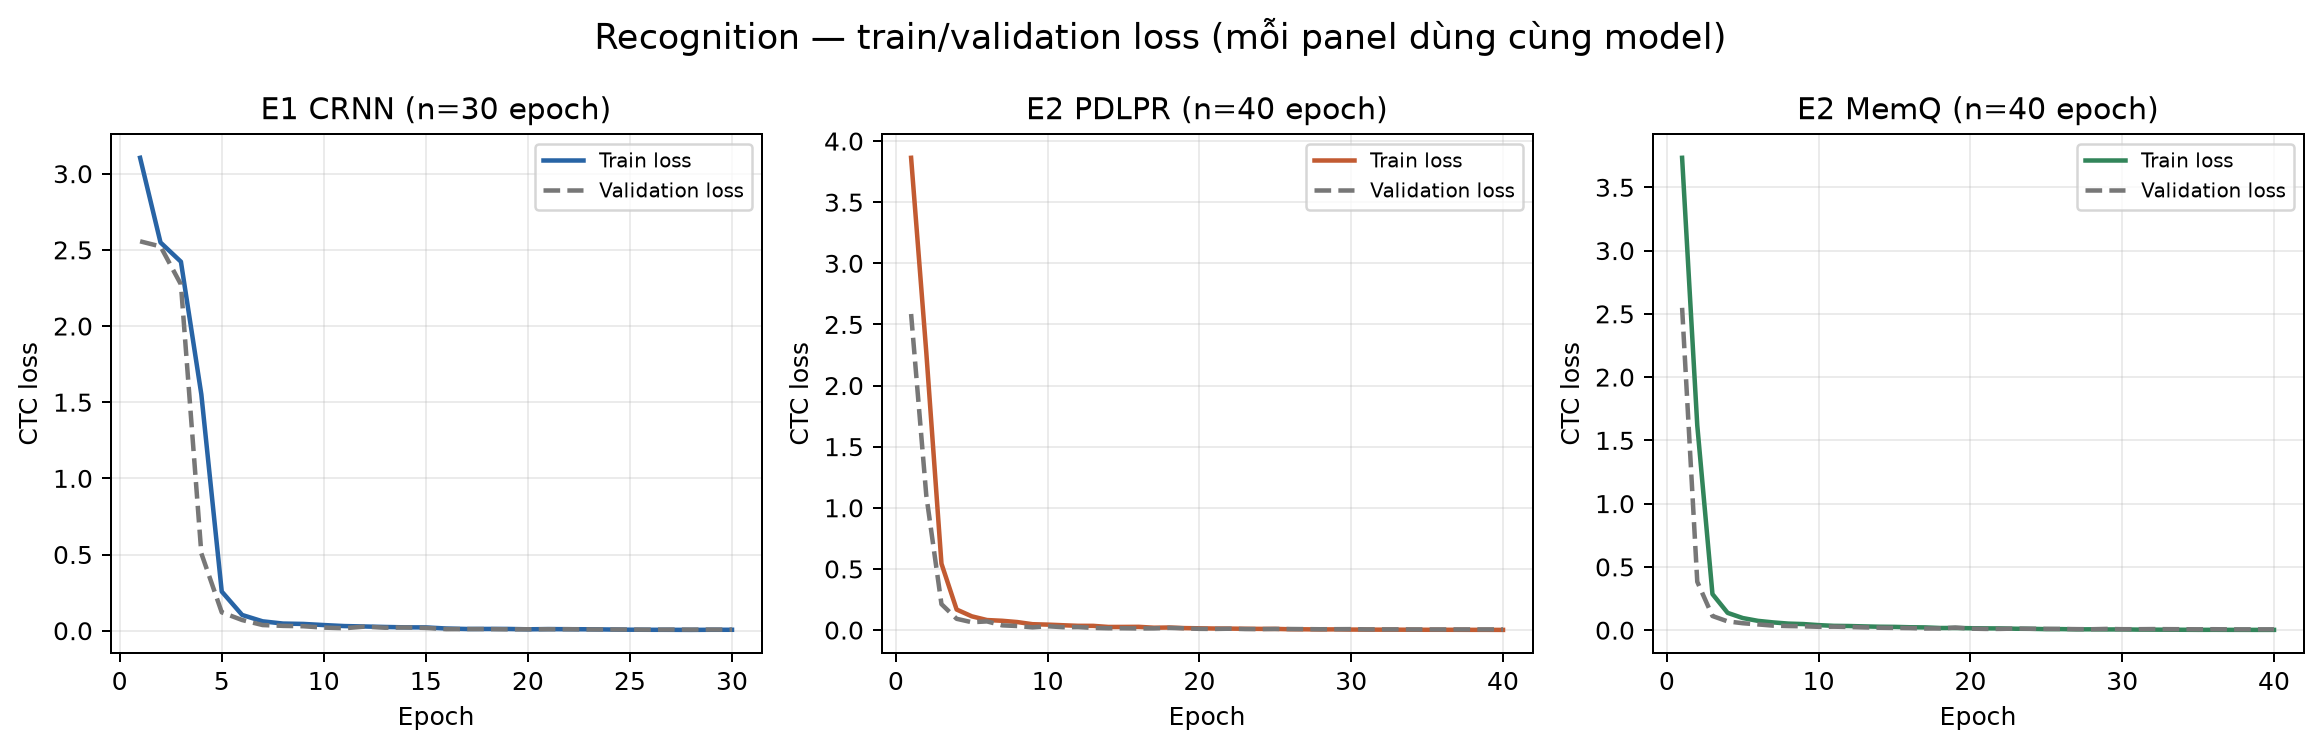 Recognition — train/validation loss (mỗi panel dùng cùng model)
E1 CRNN (n=30 epoch)
CTC loss
3.0
2.5
2.0
1.5
1.0
0.5
0.0
Train loss
Validation loss
0 5 10 15 20 25 30
Epoch
E2 PDLPR (n=40 epoch)
CTC loss
4.0
3.5
3.0
2.5
2.0
1.5
1.0
0.5
0.0
Train loss
Validation loss
0 10 20 30 40
Epoch
E2 MemQ (n=40 epoch)
CTC loss
3.5
3.0
2.5
2.0
1.5
1.0
0.5
0.0
Train loss
Validation loss
0 10 20 30 40
Epoch